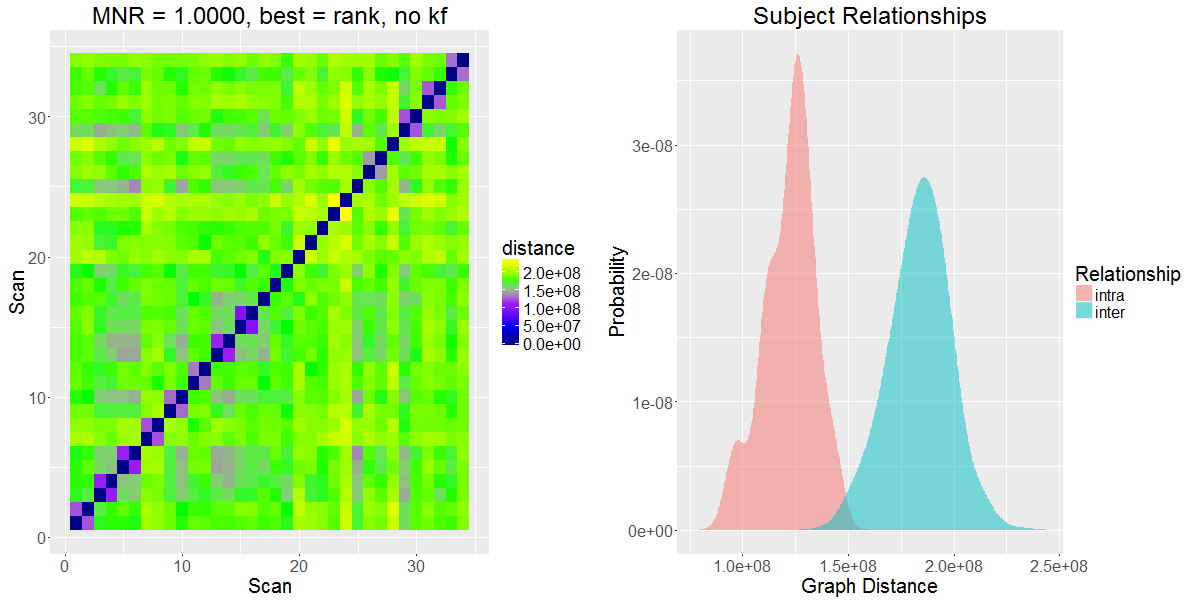 MNR = 1.0000, best = rank, no kf
Scan
30
20
10
0
0 10 20 30
Scan
distance
2.0e+08
1.5e+08
1.0e+08
5.0e+07
0.0e+00
Subject Relationships
Probability
3e-08
2e-08
1e-08
0e+00
1.0e+08 1.5e+08 2.0e+08 2.5e+08
Graph Distance
Relationship
intra
inter